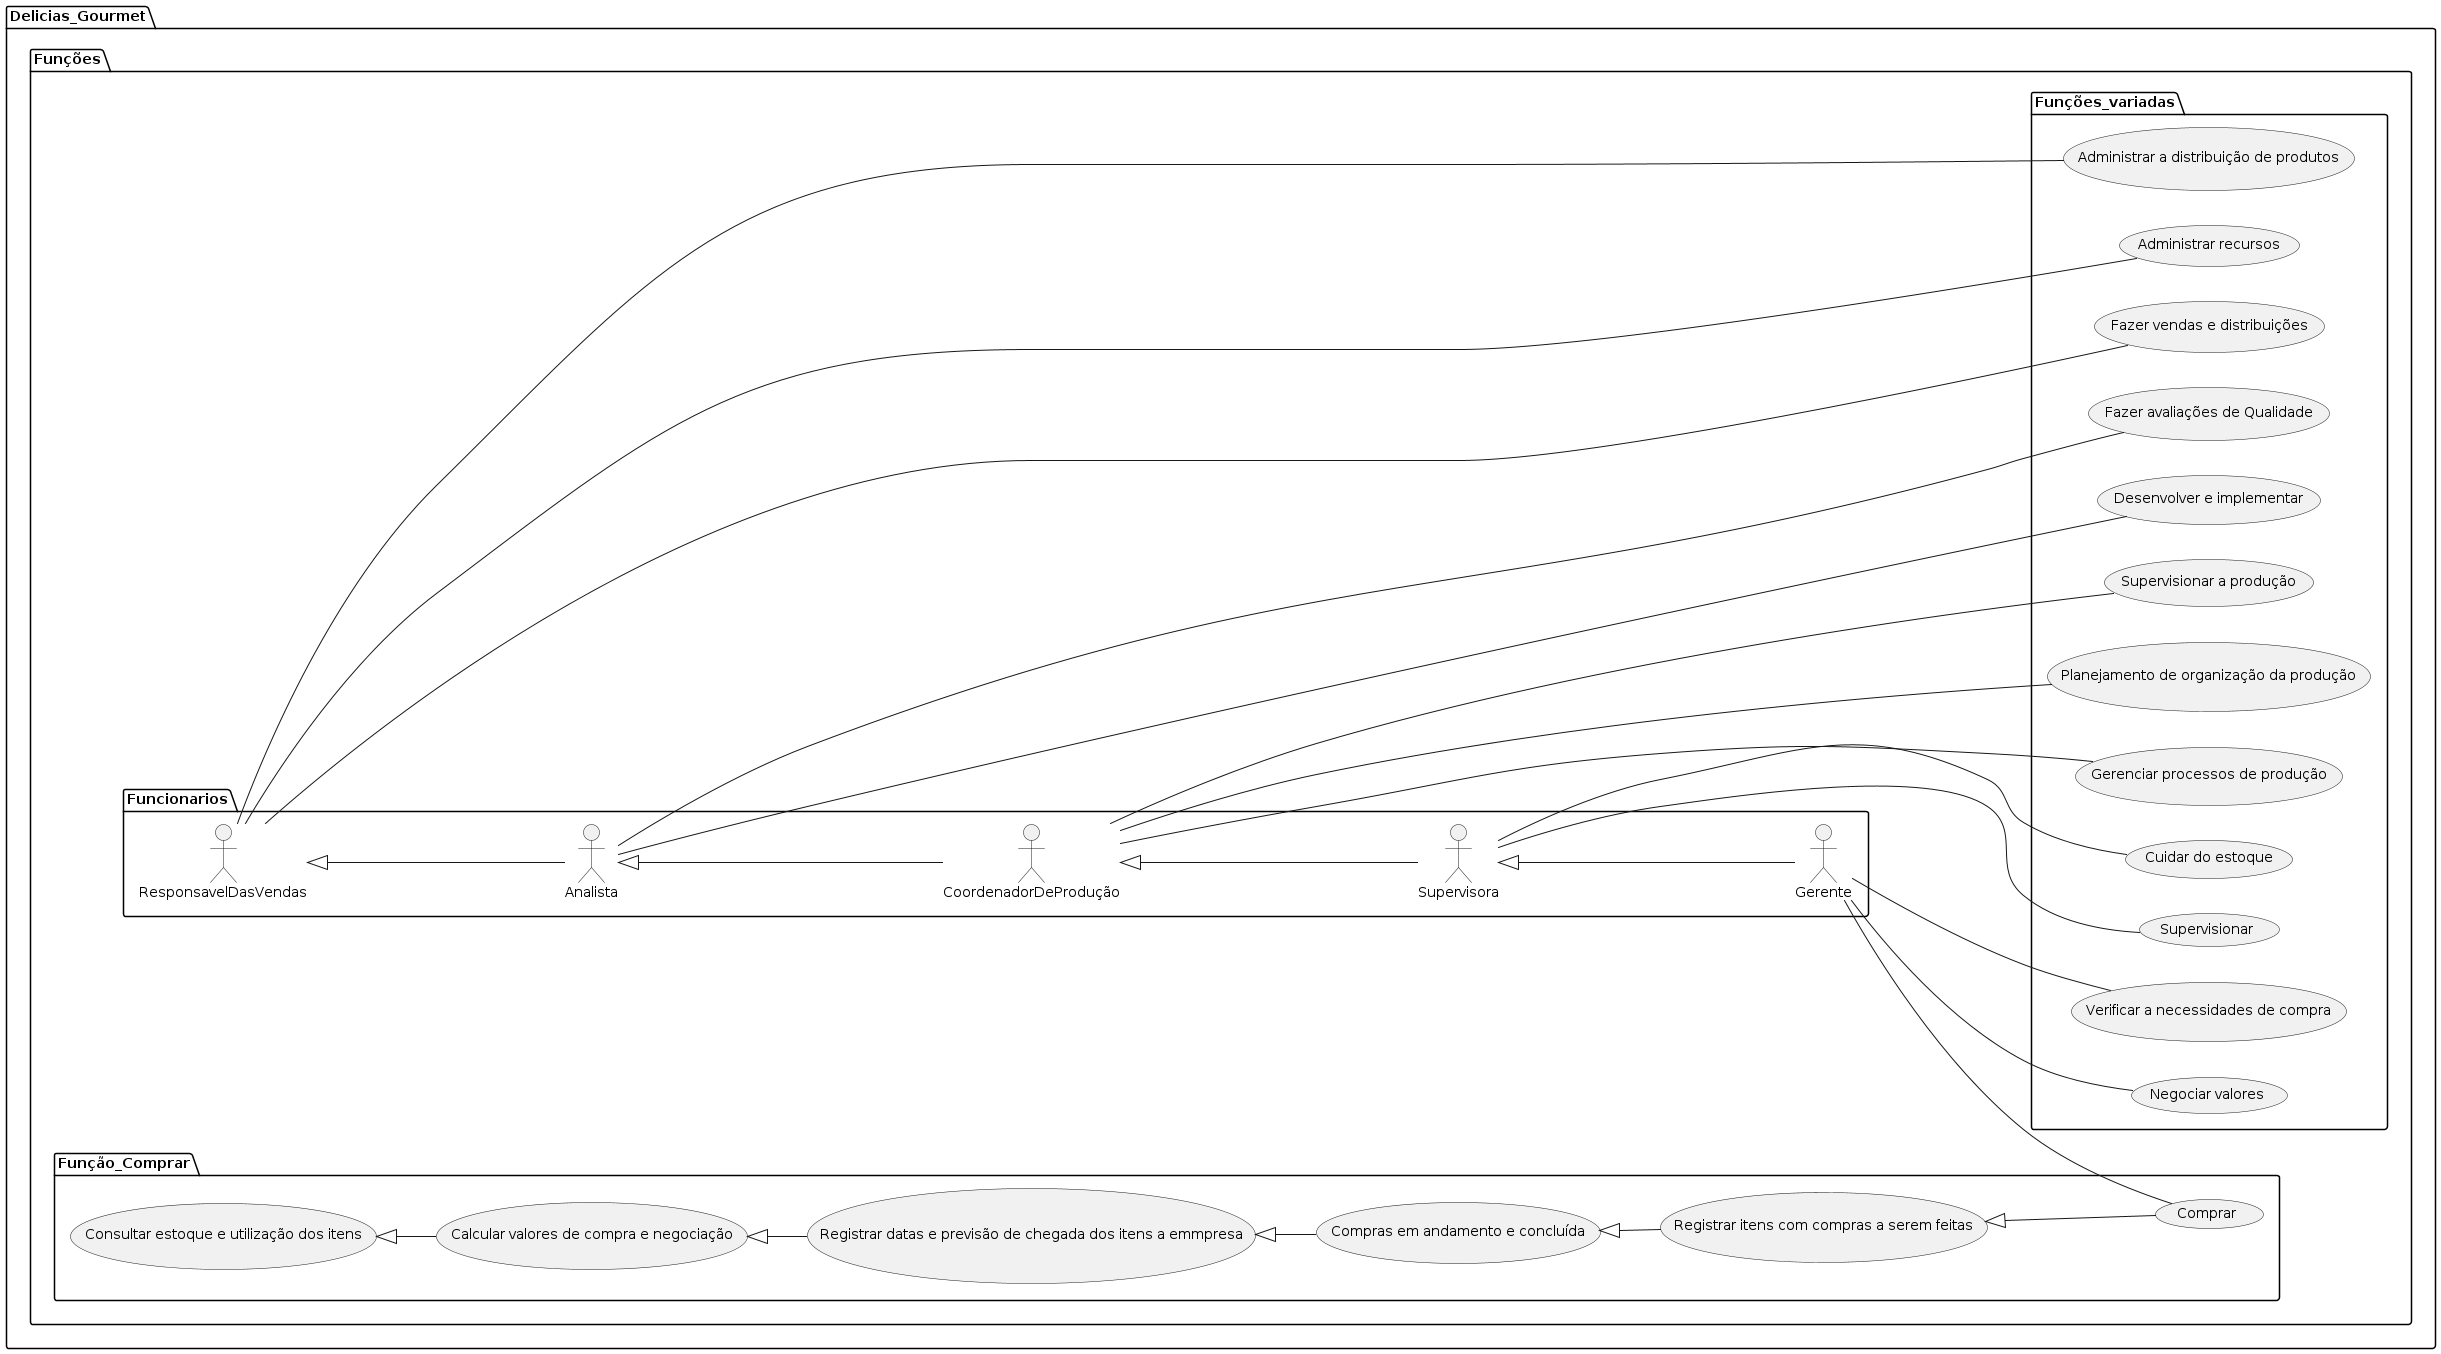 Delicias_Gourmet
Funções
Funções_variadas
Administrar a distribuição de produtos
Administrar recursos
Fazer vendas e distribuições
Fazer avaliações de Qualidade
Desenvolver e implementar
Supervisionar a produção
Planejamento de organização da produção
Gerenciar processos de produção
Cuidar do estoque
Supervisionar
Verificar a necessidades de compra
Negociar valores
Funcionarios
ResponsavelDasVendas
Analista
CoordenadorDeProdução
Supervisora
Gerente
Função_Comprar
Consultar estoque e utilização dos itens
Calcular valores de compra e negociação
Registrar datas e previsão de chegada dos itens a emmpresa
Compras em andamento e concluída
Registrar itens com compras a serem feitas
Comprar